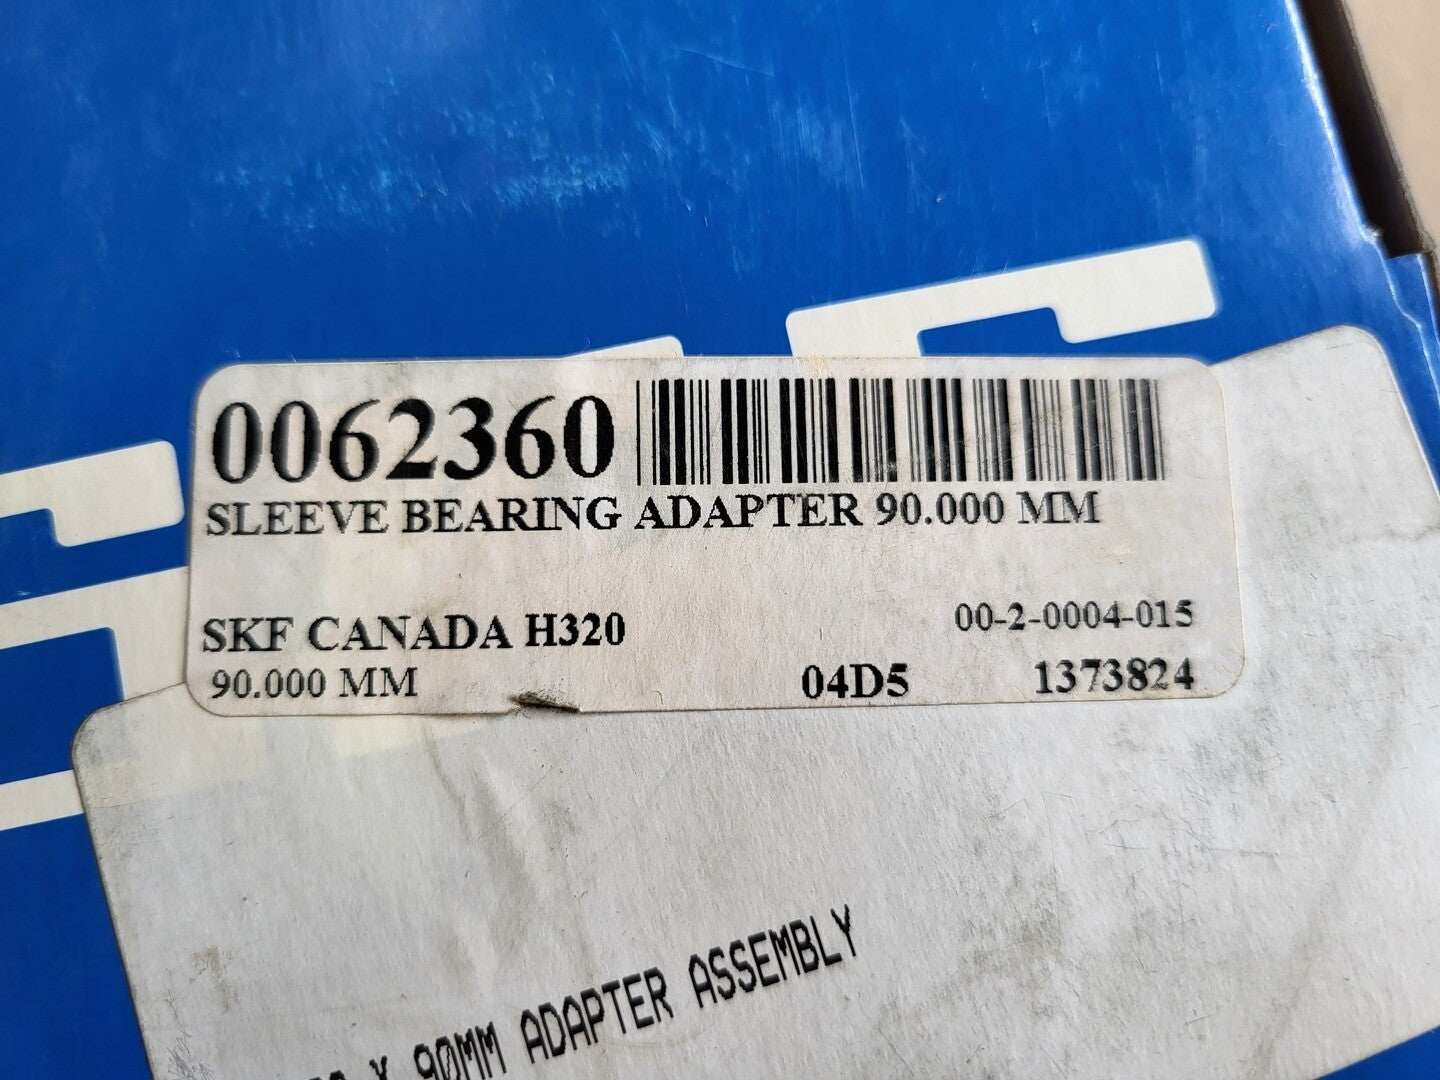 0062360
SLEEVE BEARING ADAPTER 90.000 MM
SKF CANADA H320
00-2-0004-015
90.000 MM
04D5
1373824
X 90MM ADAPTER ASSEMBLY